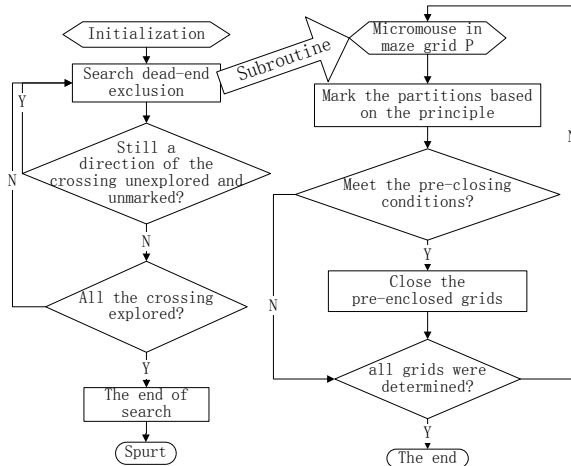 Initialization
Search dead-end
exclusion
Y
Still a
direction of the
crossing unexplored and
unmarked?
N
N
All the crossing
explored?
Y
The end of
search
Spurt
Subroutine
Micromouse in
maze grid P
Mark the partitions based
on the principle
N
Meet the pre-closing
conditions?
Y
Close the
pre-enclosed grids
N
all grids were
determined?
Y
The end